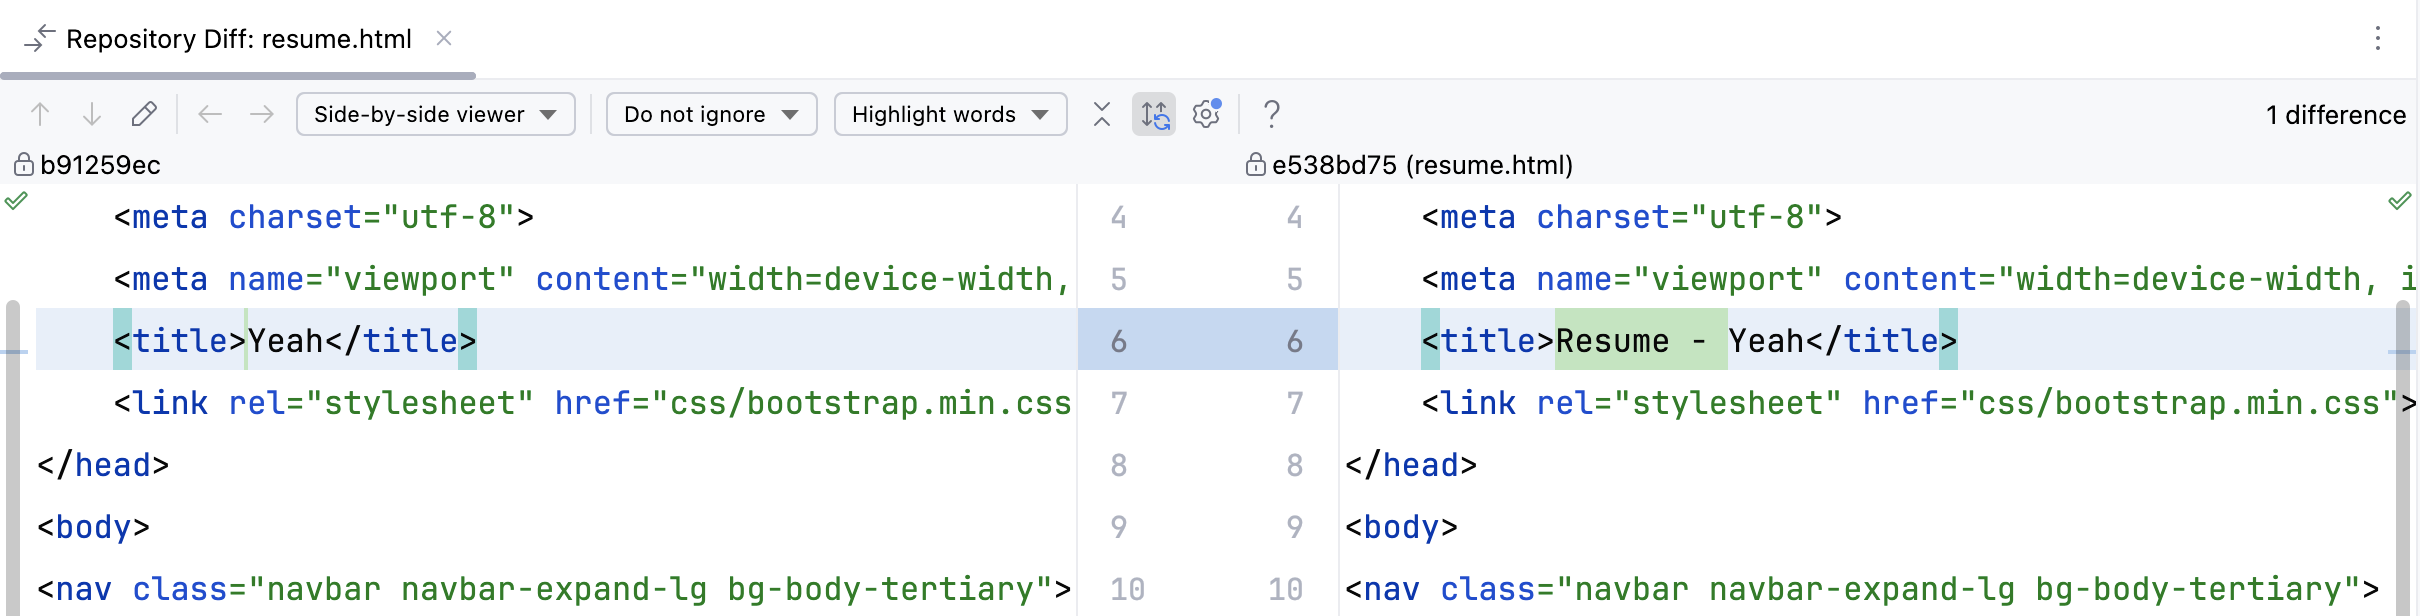 Repository Diff: resume.html
Side-by-side viewer Do not ignore Highlight words ? 1 difference
b91259ec e538bd75 (resume.html)
<meta charset="utf-8"> 4 4 <meta charset="utf-8">
<meta name="viewport" content="width=device-width, 5 5 <meta name="viewport" content="width=device-width, i
<title>Yeah</title> 6 6 <title>Resume - Yeah</title>
<link rel="stylesheet" href="css/bootstrap.min.css 7 7 <link rel="stylesheet" href="css/bootstrap.min.css">
</head> 8 8 </head>
<body> 9 9 <body>
<nav class="navbar navbar-expand-lg bg-body-tertiary"> 10 10 <nav class="navbar navbar-expand-lg bg-body-tertiary">